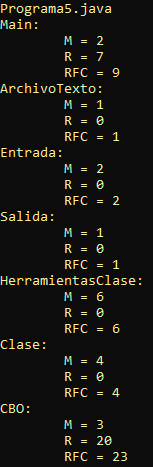 Programa5.java
Main:
M = 2
R = 7
RFC = 9
ArchivoTexto:
M = 1
R = 0
RFC = 1
Entrada:
M = 2
R = 0
RFC = 2
Salida:
M = 1
R = 0
RFC = 1
HerramientasClase:
M = 6
R = 0
RFC = 6
Clase:
M = 4
R = 0
RFC = 4
CBO:
M = 3
R = 20
RFC = 23